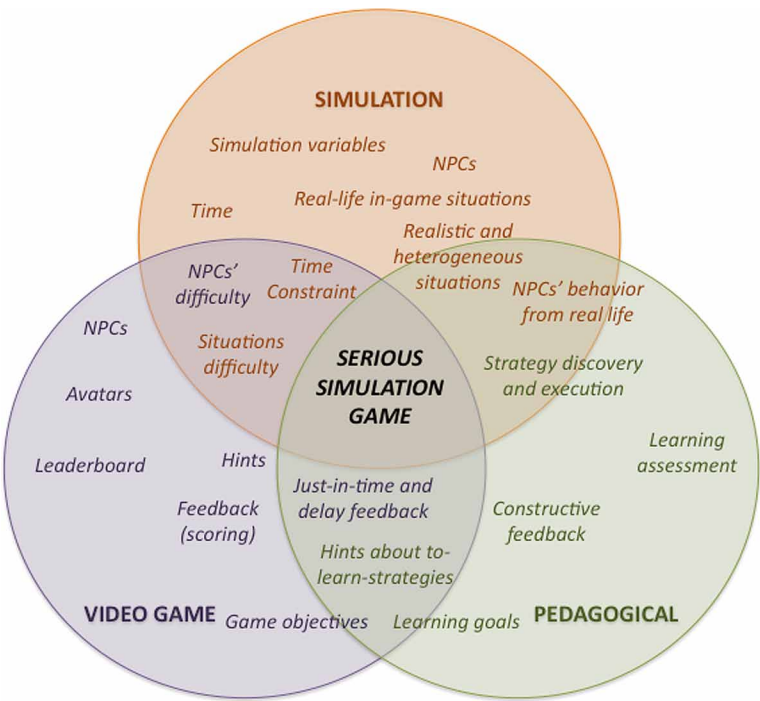 SIMULATION
Simulation variables
NPCs
Real-life in-game situations
Time
Realistic and
heterogeneous
situations
NPCs’
difficulty
Time
Constraint
NPCs’ behavior
from real life
NPCs
Situations
difficulty
SERIOUS
SIMULATION
GAME
Strategy discovery
and execution
Avatars
Leaderboard
Hints
Learning
assessment
Just-in-time and
delay feedback
Feedback
(scoring)
Constructive
feedback
Hints about to-
learn-strategies
VIDEO GAME
Game objectives
Learning goals
PEDAGOGICAL